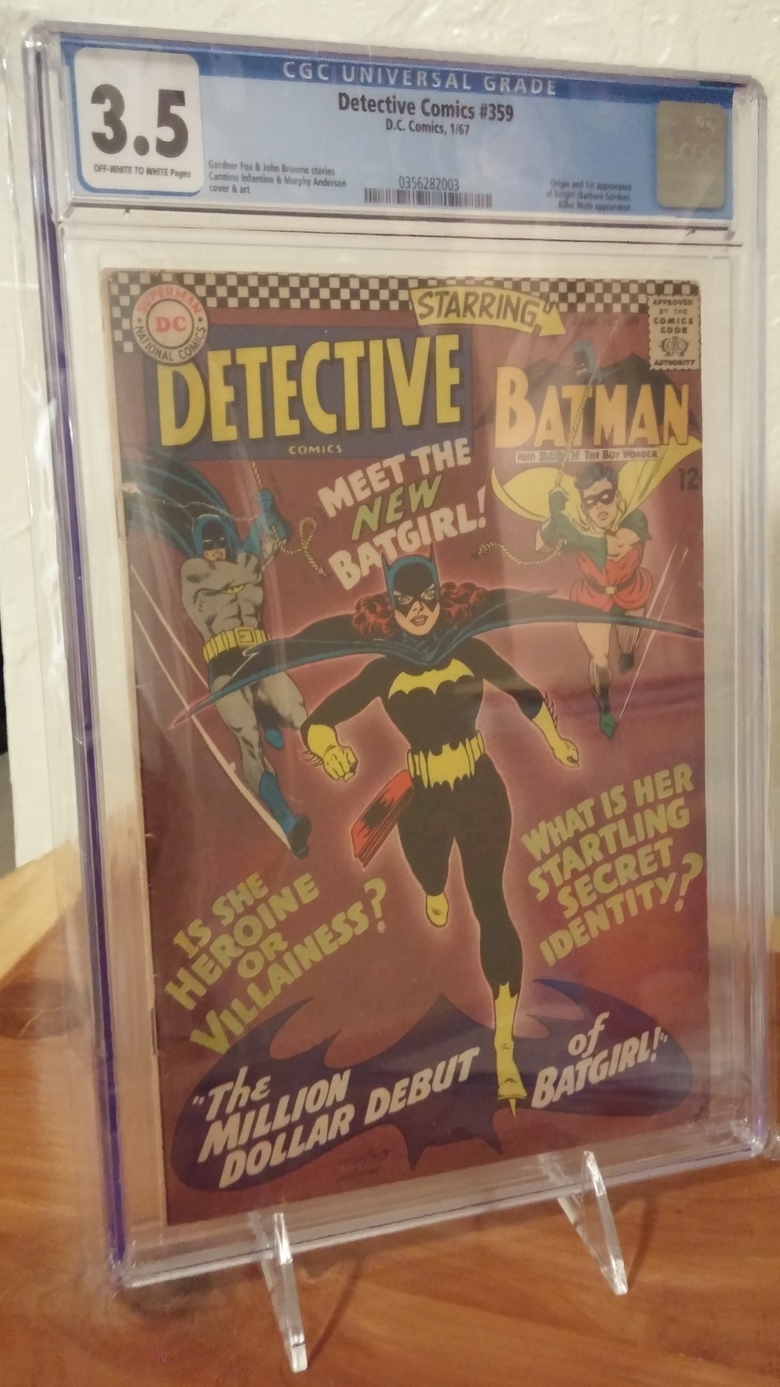 CGC UNIVERSAL GRADE
3.5
OFF-WHITE TO WHITE Pages
Detective Comics #359
D.C. Comics, 1/67
Gardner Fox & John Broome stories
Carmine Infantino & Murphy Anderson
cover & art
0356282003
Origin and 1st appearance
of Batgirl (Barbara Gordon)
Killer Moth appearance
SUPERMAN
DC
NATIONAL COMICS
STARRING
APPROVED
BY THE
COMICS
CODE
AUTHORITY
DETECTIVE
COMICS
BATMAN
With ROBIN THE BOY WONDER
12
MEET THE
NEW
BATGIRL!
IS SHE
HEROINE
OR
VILLAINESS?
WHAT IS HER
STARTLING
SECRET
IDENTITY?
"The
MILLION
DOLLAR DEBUT
of
BATGIRL!"